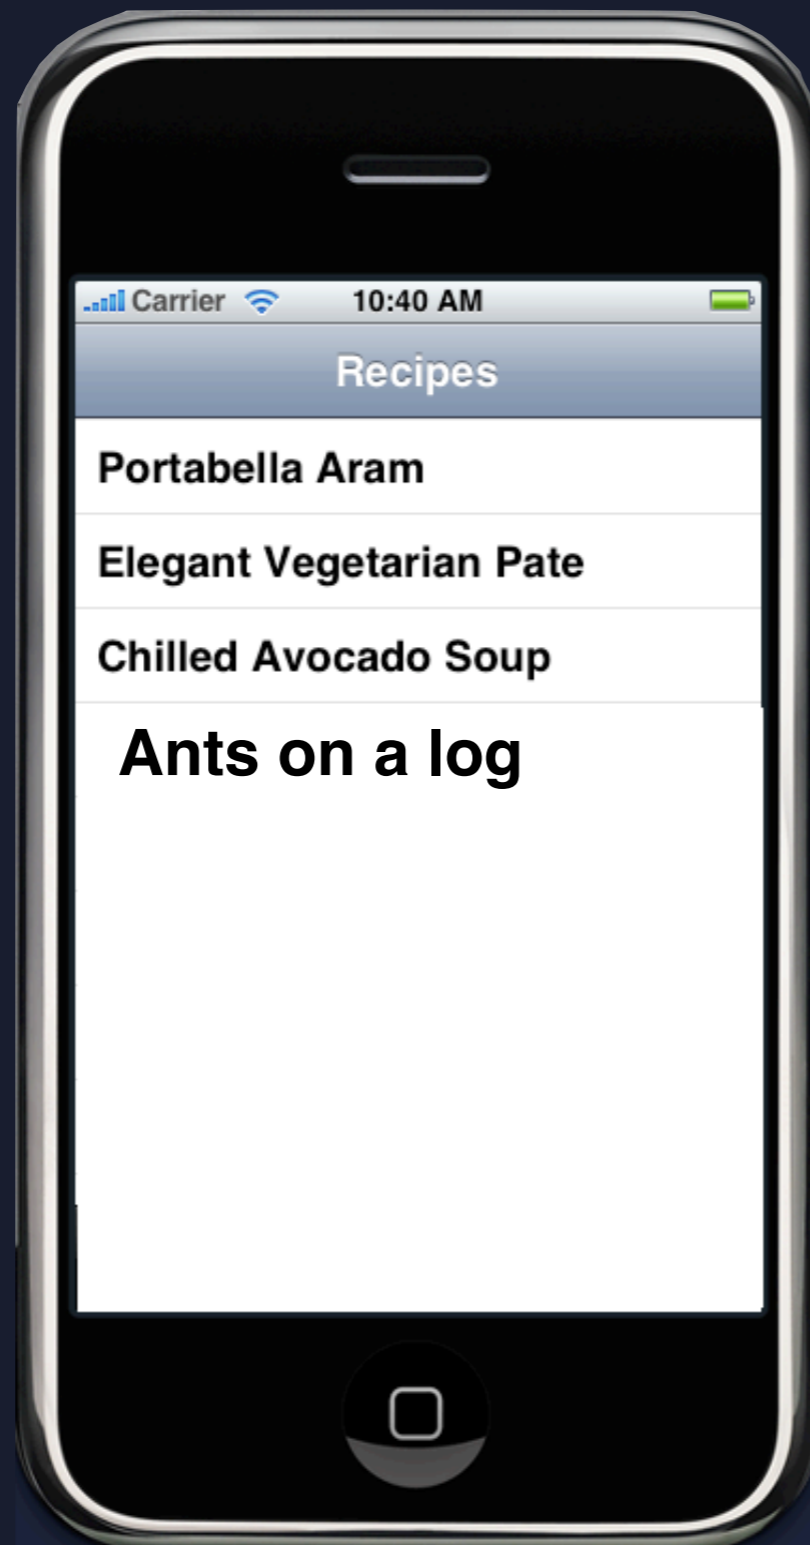 Carrier 10:40 AM
Recipes
Portabella Aram
Elegant Vegetarian Pate
Chilled Avocado Soup
Ants on a log